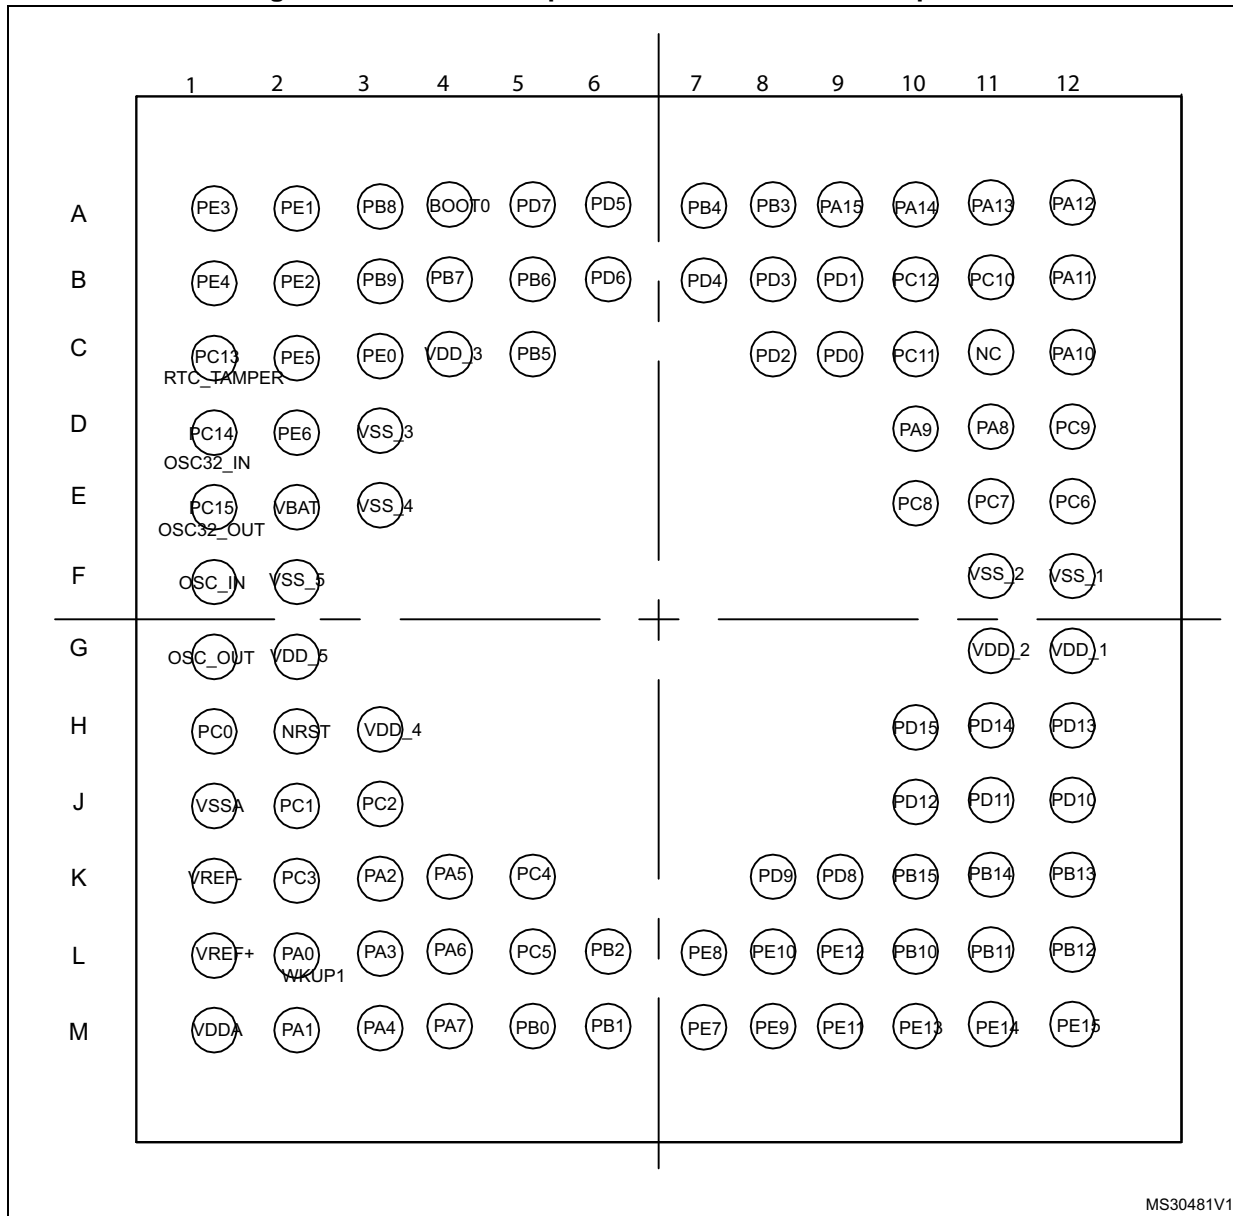 1 2 3 4 5 6 7 8 9 10 11 12
A PE3 PE1 PB8 BOOT0 PD7 PD5 PB4 PB3 PA15 PA14 PA13 PA12
B PE4 PE2 PB9 PB7 PB6 PD6 PD4 PD3 PD1 PC12 PC10 PA11
C PC13 PE5 PE0 VDD_3 PB5 PD2 PD0 PC11 NC PA10
RTC_TAMPER
D PC14 PE6 VSS_3 PA9 PA8 PC9
OSC32_IN
E PC15 VBAT VSS_4 PC8 PC7 PC6
OSC32_OUT
F OSC_IN VSS_5 VSS_2 VSS_1
G OSC_OUT VDD_5 VDD_2 VDD_1
H PC0 NRST VDD_4 PD15 PD14 PD13
J VSSA PC1 PC2 PD12 PD11 PD10
K VREF- PC3 PA2 PA5 PC4 PD9 PD8 PB15 PB14 PB13
L VREF+ PA0 PA3 PA6 PC5 PB2 PE8 PE10 PE12 PB10 PB11 PB12
WKUP1
M VDDA PA1 PA4 PA7 PB0 PB1 PE7 PE9 PE11 PE13 PE14 PE15
MS30481V1